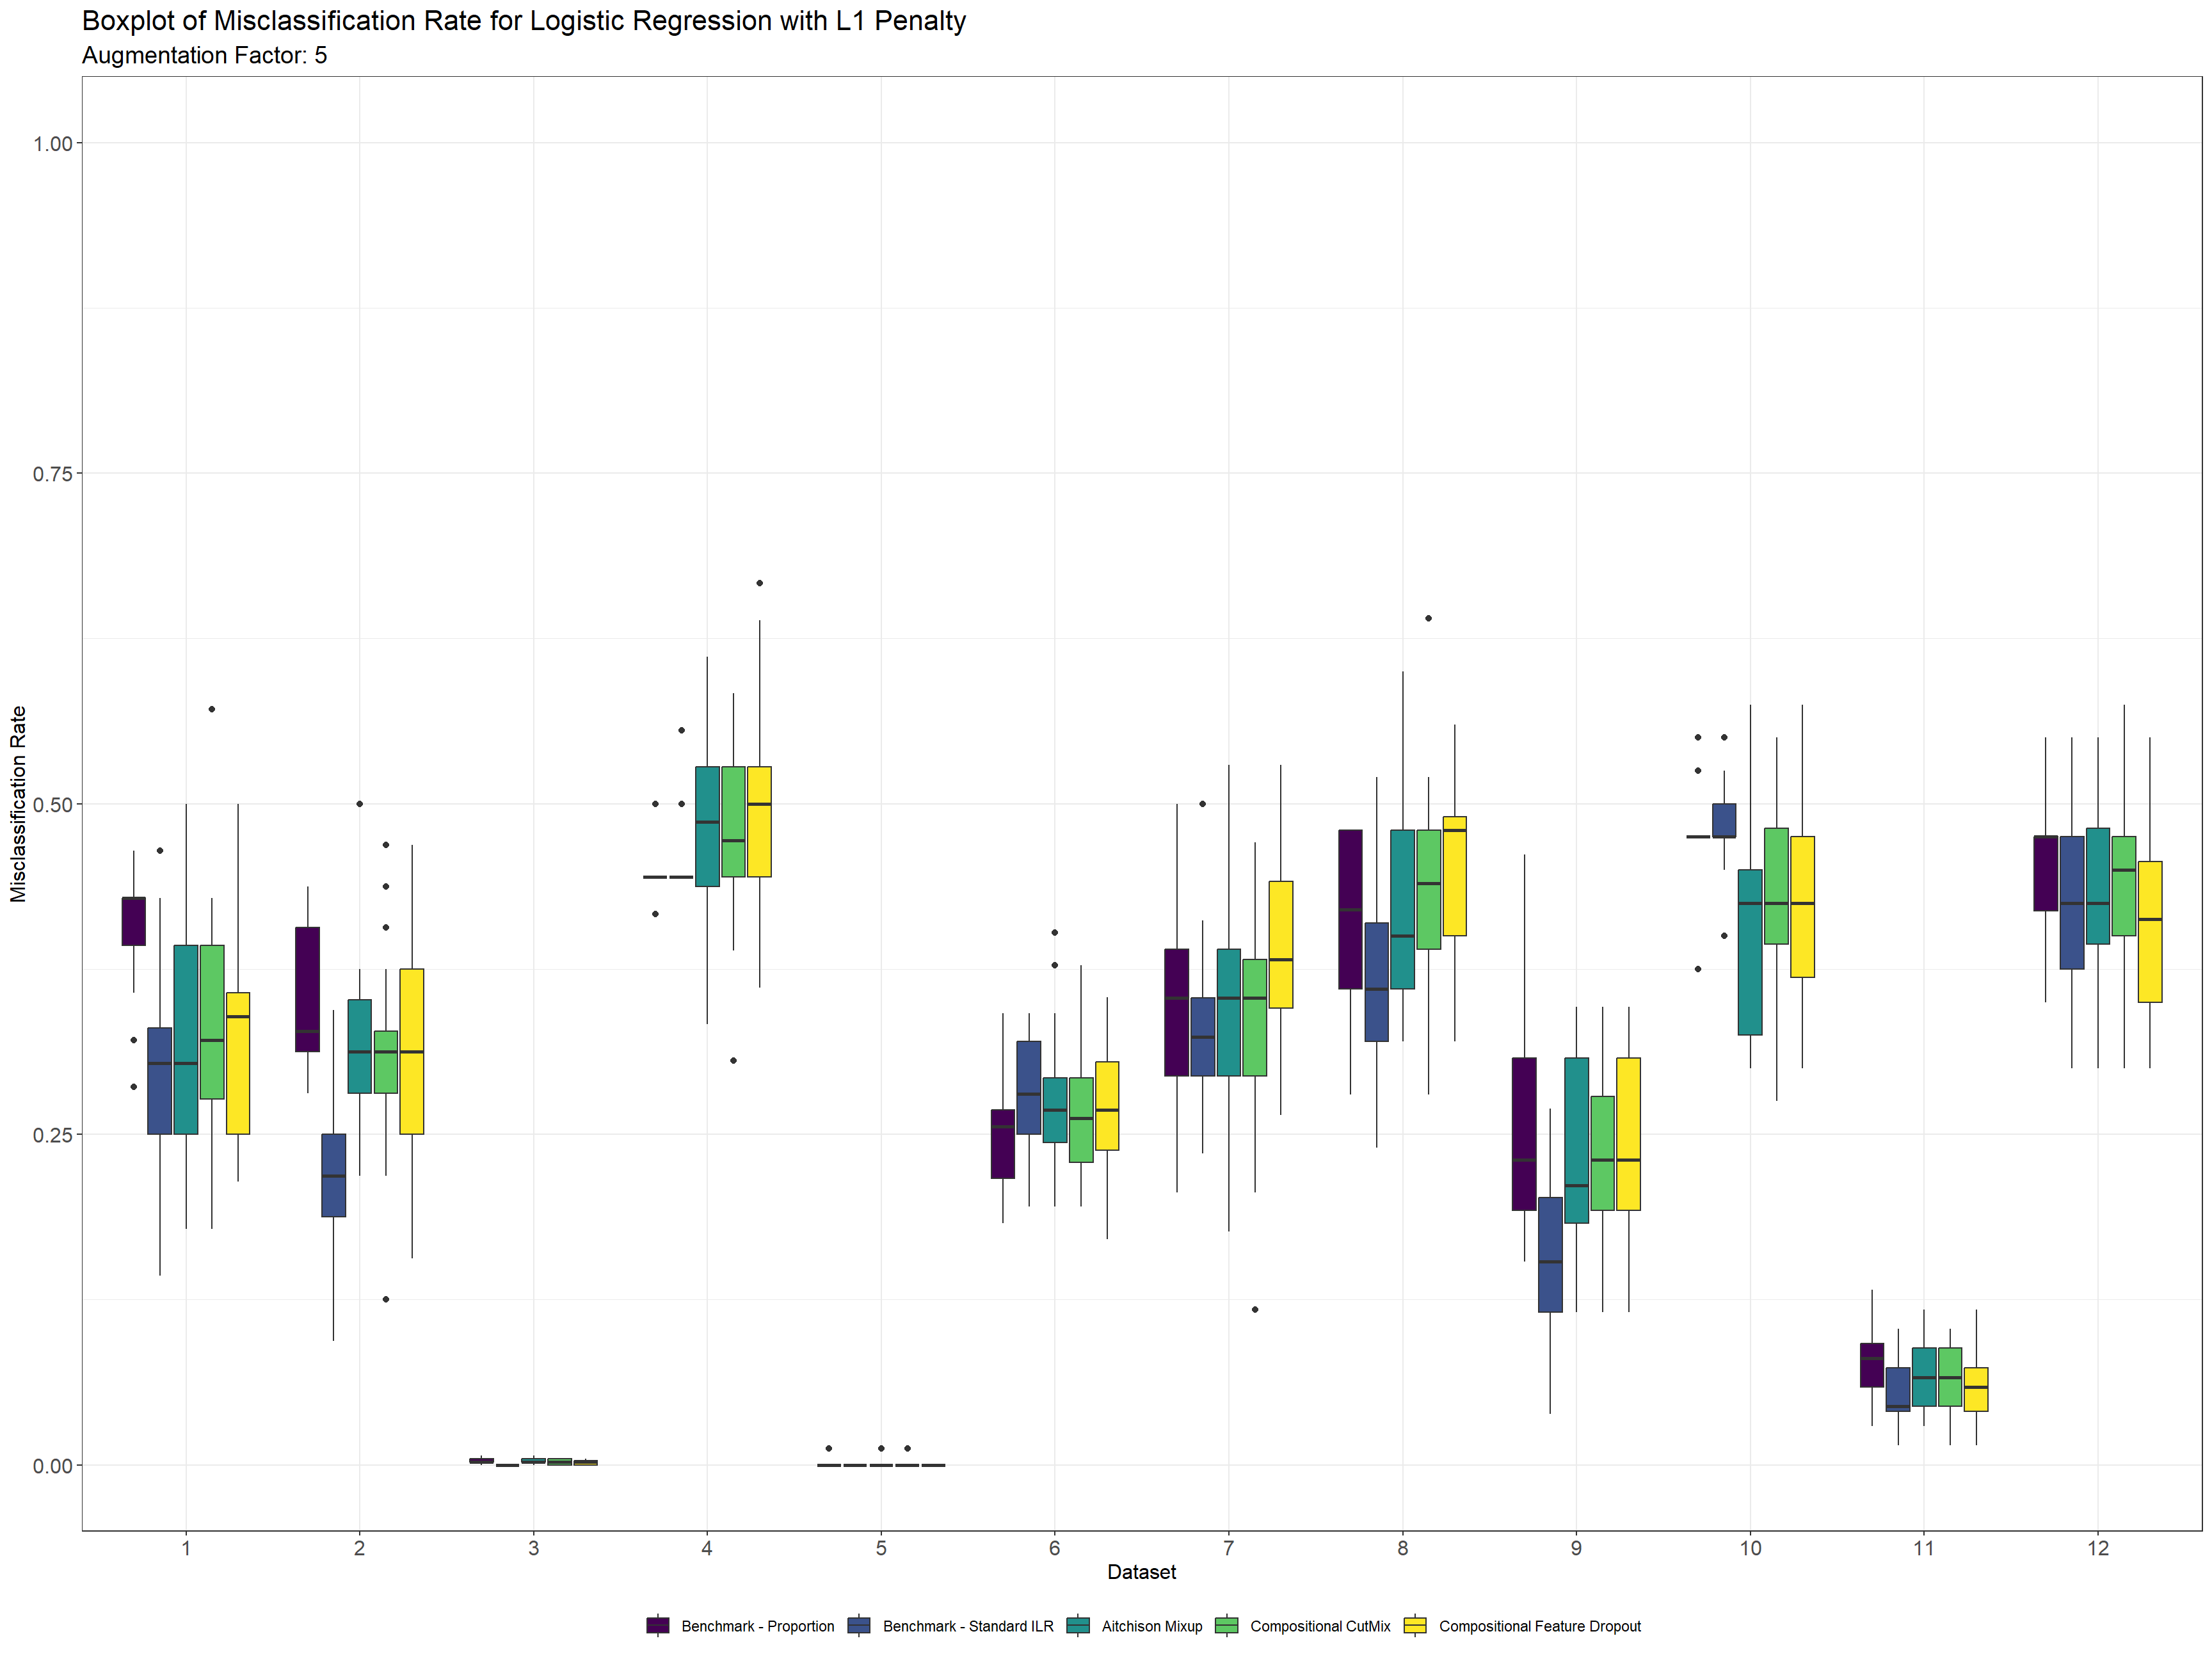 Boxplot of Misclassification Rate for Logistic Regression with L1 Penalty
Augmentation Factor: 5
Misclassification Rate
1.00
0.75
0.50
0.25
0.00
1 2 3 4 5 6 7 8 9 10 11 12
Dataset
Benchmark - Proportion Benchmark - Standard ILR Aitchison Mixup Compositional CutMix Compositional Feature Dropout